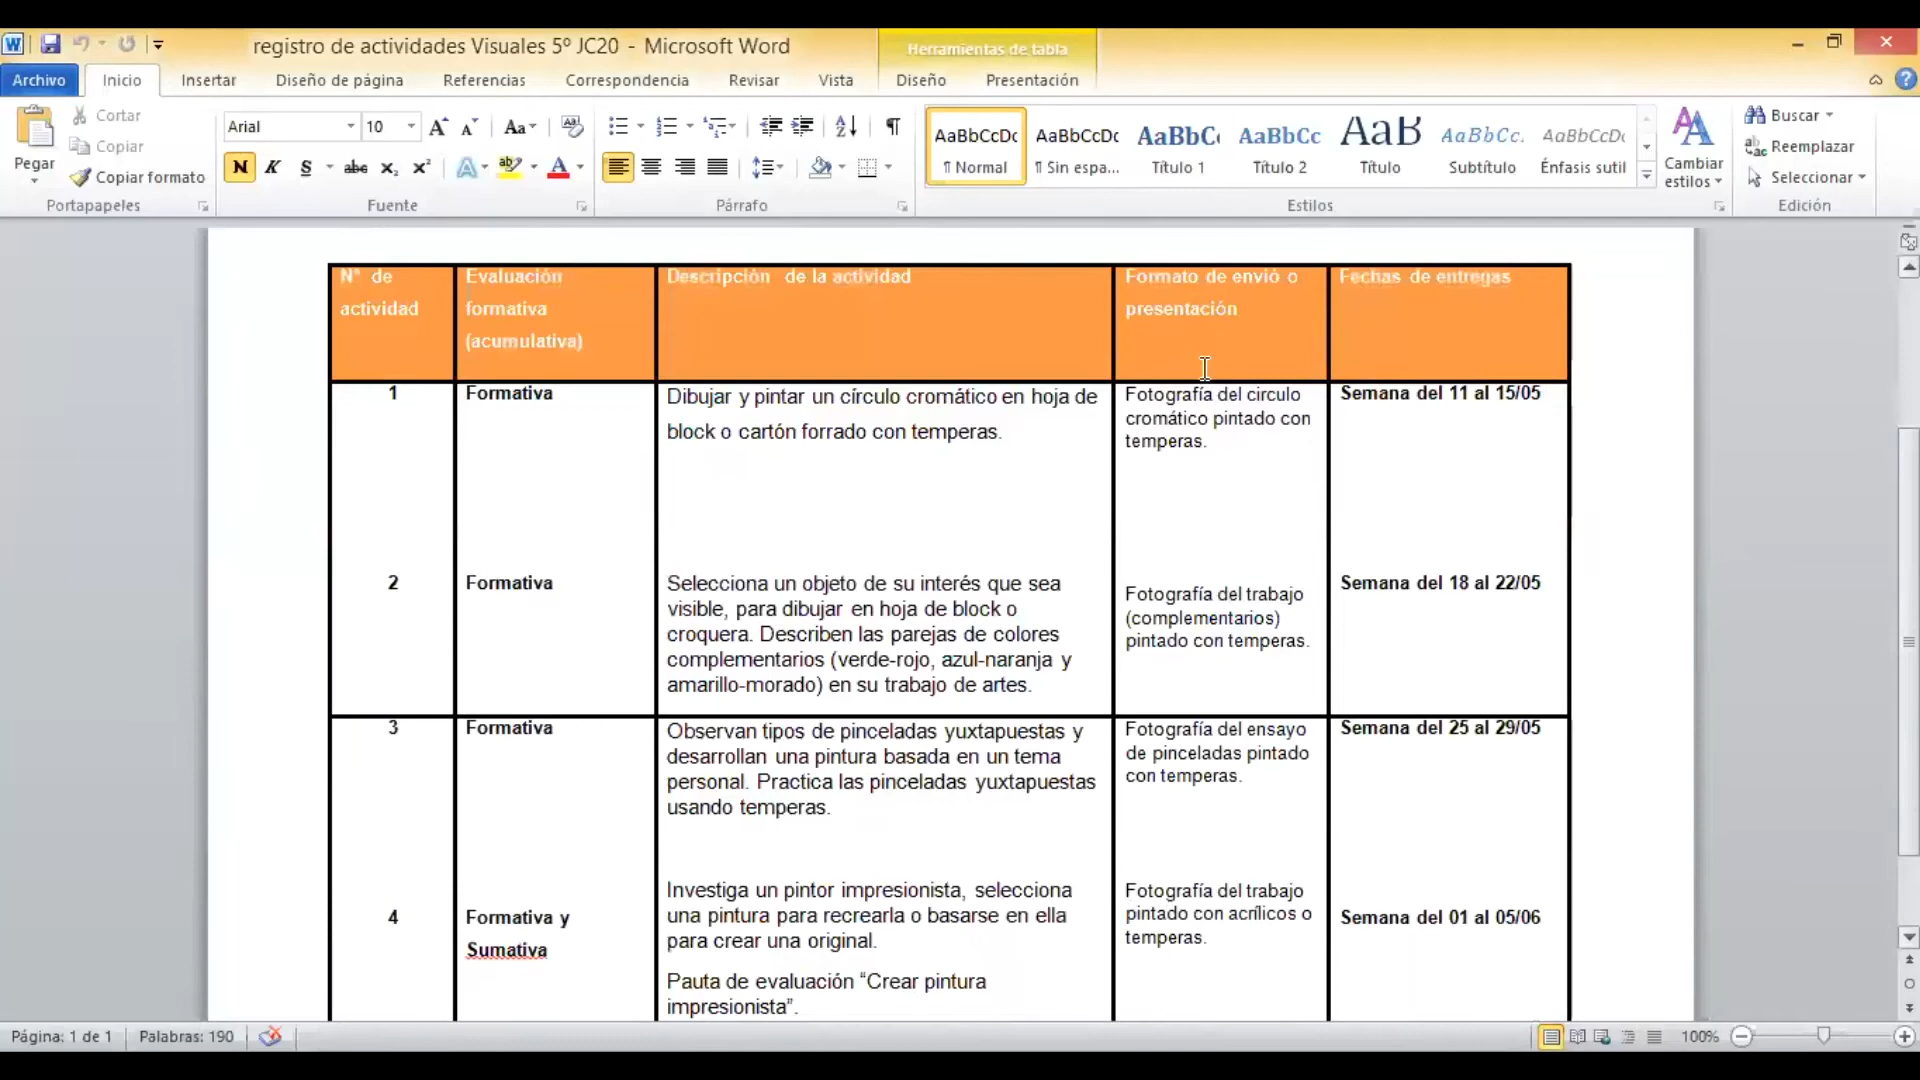 registro de actividades Visuales 5º JC20 - Microsoft Word
Herramientas de tabla
Archivo Inicio Insertar Diseño de página Referencias Correspondencia Revisar Vista Diseño Presentación
Pegar
Cortar
Copiar
Copiar formato
Portapapeles
Arial 10
Fuente
Párrafo
AaBbCcDc AaBbCcDc AaBbC AaBbCc AaB AaBbCc. AaBbCcDc
¶ Normal ¶ Sin espa... Título 1 Título 2 Título Subtítulo Énfasis sutil
Estilos
Cambiar
estilos
Buscar
Reemplazar
Seleccionar
Edición
N° de
actividad
Evaluación
formativa
(acumulativa)
Descripción de la actividad
Formato de envió o
presentación
Fechas de entregas
1
Formativa
Dibujar y pintar un círculo cromático en hoja de
block o cartón forrado con temperas.
Fotografía del circulo
cromático pintado con
temperas.
Semana del 11 al 15/05
2
Formativa
Selecciona un objeto de su interés que sea
visible, para dibujar en hoja de block o
croquera. Describen las parejas de colores
complementarios (verde-rojo, azul-naranja y
amarillo-morado) en su trabajo de artes.
Fotografía del trabajo
(complementarios)
pintado con temperas.
Semana del 18 al 22/05
3
Formativa
Observan tipos de pinceladas yuxtapuestas y
desarrollan una pintura basada en un tema
personal. Practica las pinceladas yuxtapuestas
usando temperas.
Fotografía del ensayo
de pinceladas pintado
con temperas.
Semana del 25 al 29/05
4
Formativa y
Sumativa
Investiga un pintor impresionista, selecciona
una pintura para recrearla o basarse en ella
para crear una original.
Pauta de evaluación “Crear pintura
impresionista”.
Fotografía del trabajo
pintado con acrílicos o
temperas.
Semana del 01 al 05/06
Página: 1 de 1 Palabras: 190 100%